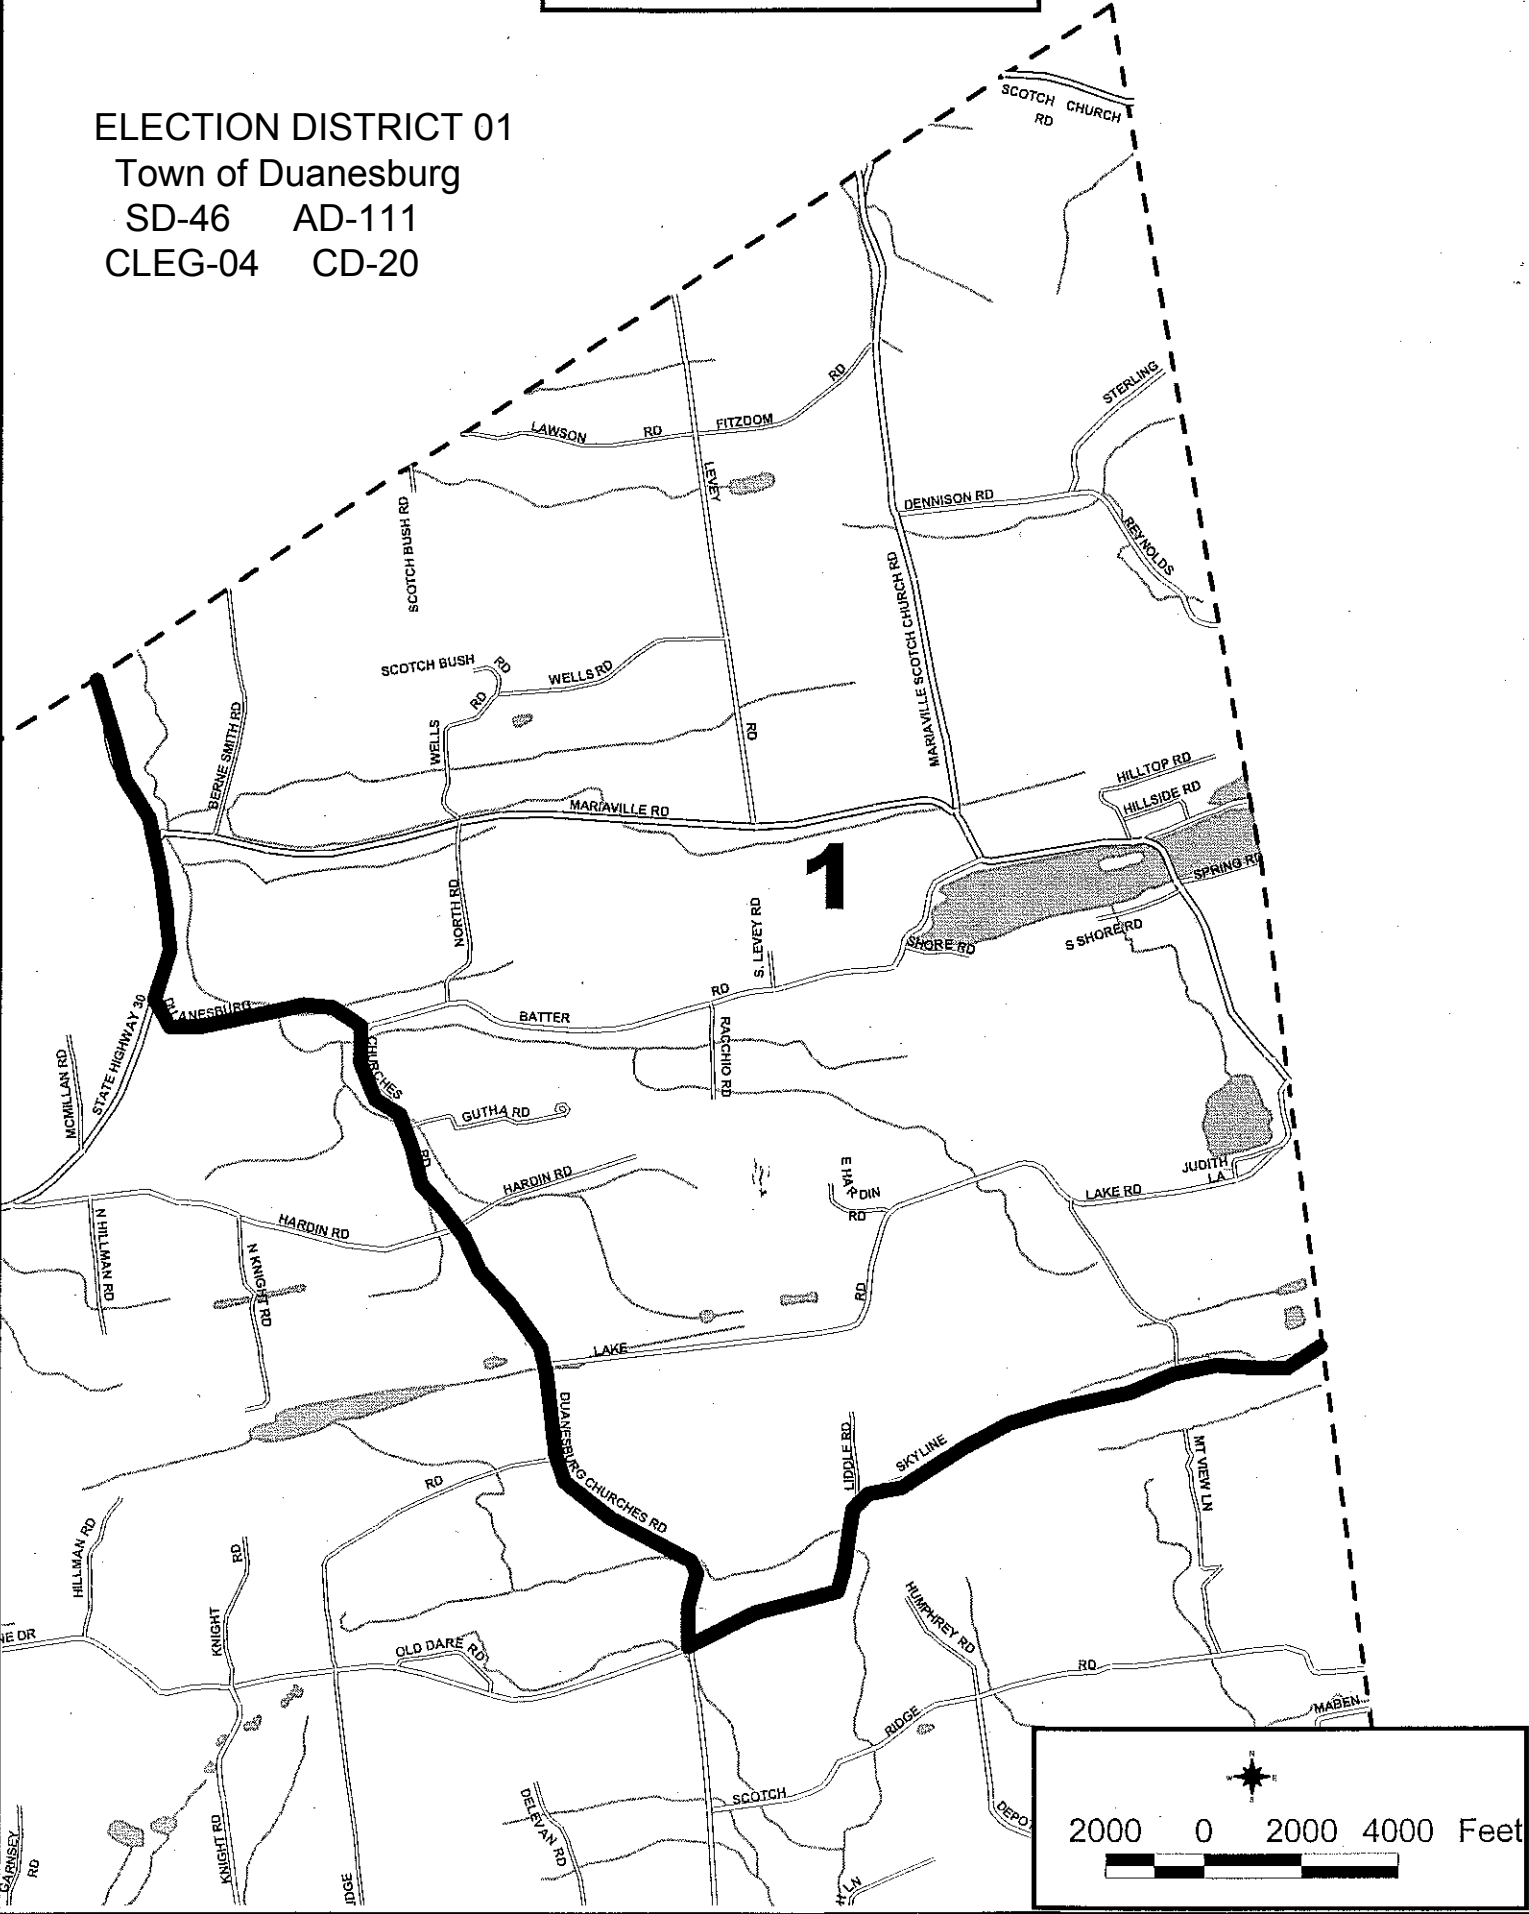 ELECTION DISTRICT 01
Town of Duanesburg
SD-46 AD-111
CLEG-04 CD-20
SCOTCH CHURCH
RD
STERLING
RD
LAWSON RD FITZDOM
LEVEY
DENNISON RD
SCOTCH BUSH RD
REYNOLDS
MARIAVILLE SCOTCH CHURCH RD
SCOTCH BUSH RD
WELLS RD
RD
WELLS
BERNE SMITH RD
RD
HILLTOP RD
HILLSIDE RD
MARIAVILLE RD
1
SPRING RD
NORTH RD
S. LEVEY RD
S SHORE RD
SHORE RD
RD
STATE HIGHWAY 30
DUANESBURG
BATTER
RACCHIO RD
CHURCHES
MCMILLAN RD
GUTHA RD
RD
HARDIN RD
E HARDIN
RD
JUDITH
LA
LAKE RD
N HILLMAN RD
HARDIN RD
N KNIGHT RD
RD
LAKE
DUANESBURG CHURCHES RD
LIDDLE RD
SKYLINE
MT VIEW LN
RD
HILLMAN RD
RD
KNIGHT
NE DR
OLD DARE RD
HUMPHREY RD
RD
MABEN
RIDGE
SCOTCH
DELEVAN RD
DEPOT
KNIGHT RD
GARNSEY
RD
IDGE
H LN
N
W E
S
2000 0 2000 4000 Feet